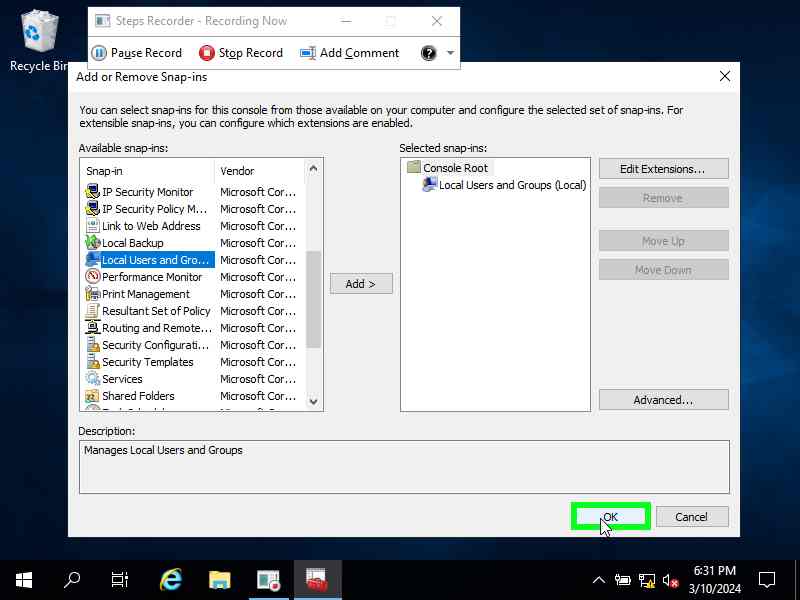 Steps Recorder - Recording Now
Pause Record
Stop Record
Add Comment
?
Recycle Bin
Add or Remove Snap-ins
You can select snap-ins for this console from those available on your computer and configure the selected set of snap-ins. For
extensible snap-ins, you can configure which extensions are enabled.
Available snap-ins:
Snap-in Vendor
IP Security Monitor Microsoft Cor...
IP Security Policy M... Microsoft Cor...
Link to Web Address Microsoft Cor...
Local Backup Microsoft Cor...
Local Users and Gro... Microsoft Cor...
Performance Monitor Microsoft Cor...
Print Management Microsoft Cor...
Resultant Set of Policy Microsoft Cor...
Routing and Remote... Microsoft Cor...
Security Configurati... Microsoft Cor...
Security Templates Microsoft Cor...
Services Microsoft Cor...
Shared Folders Microsoft Cor...
Add >
Selected snap-ins:
Console Root
Local Users and Groups (Local)
Edit Extensions...
Remove
Move Up
Move Down
Advanced...
Description:
Manages Local Users and Groups
OK
Cancel
6:31 PM
3/10/2024